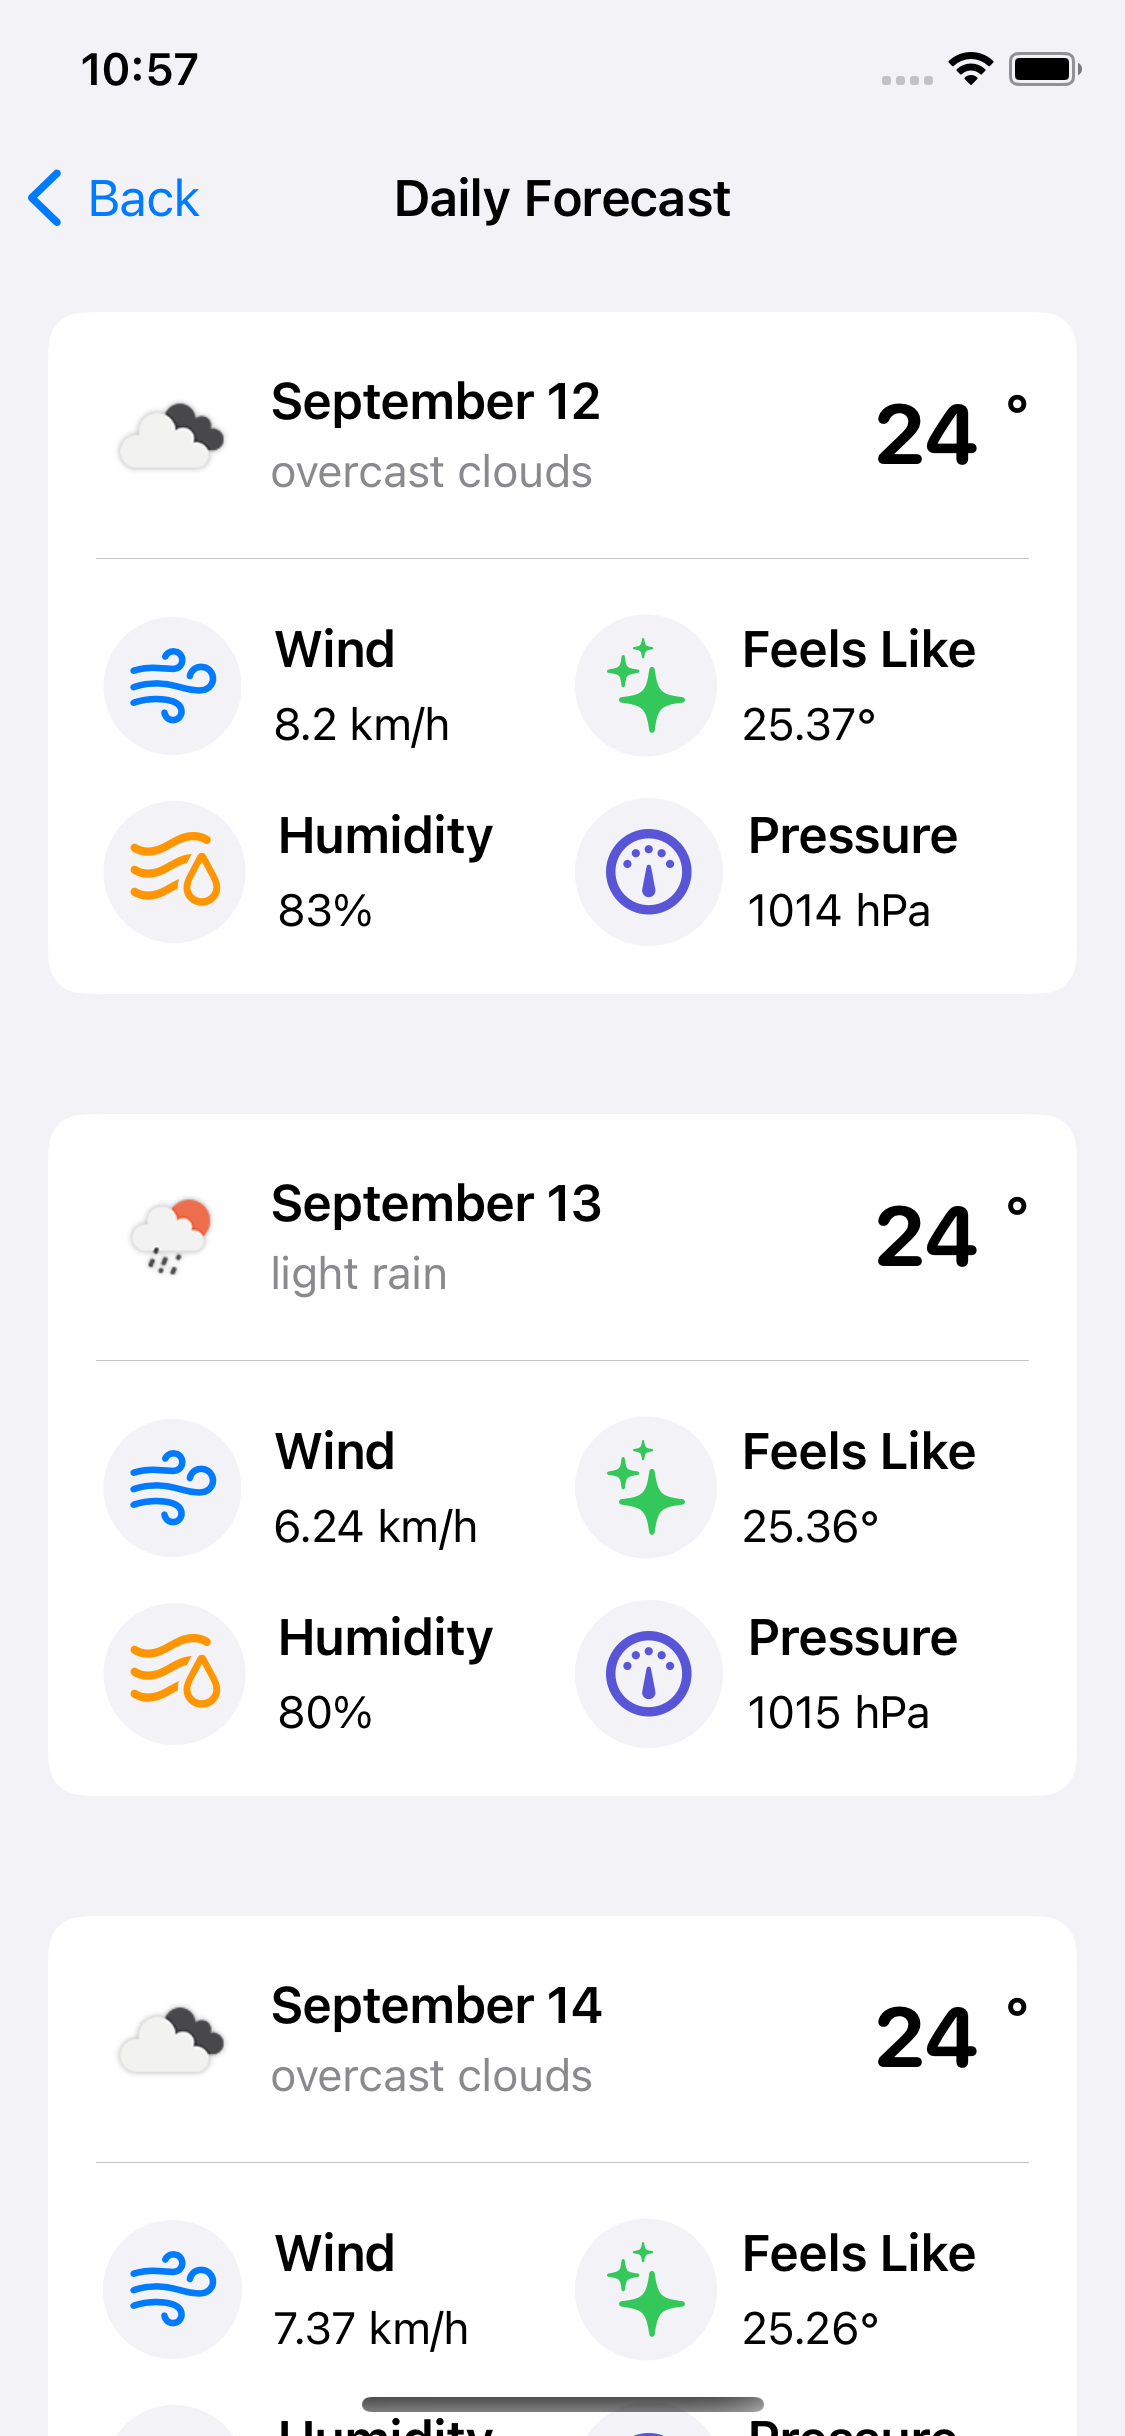 10:57
Back
Daily Forecast
September 12
overcast clouds
24 °
Wind
8.2 km/h
Feels Like
25.37°
Humidity
83%
Pressure
1014 hPa
September 13
light rain
24 °
Wind
6.24 km/h
Feels Like
25.36°
Humidity
80%
Pressure
1015 hPa
September 14
overcast clouds
24 °
Wind
7.37 km/h
Feels Like
25.26°
Humidity
Pressure